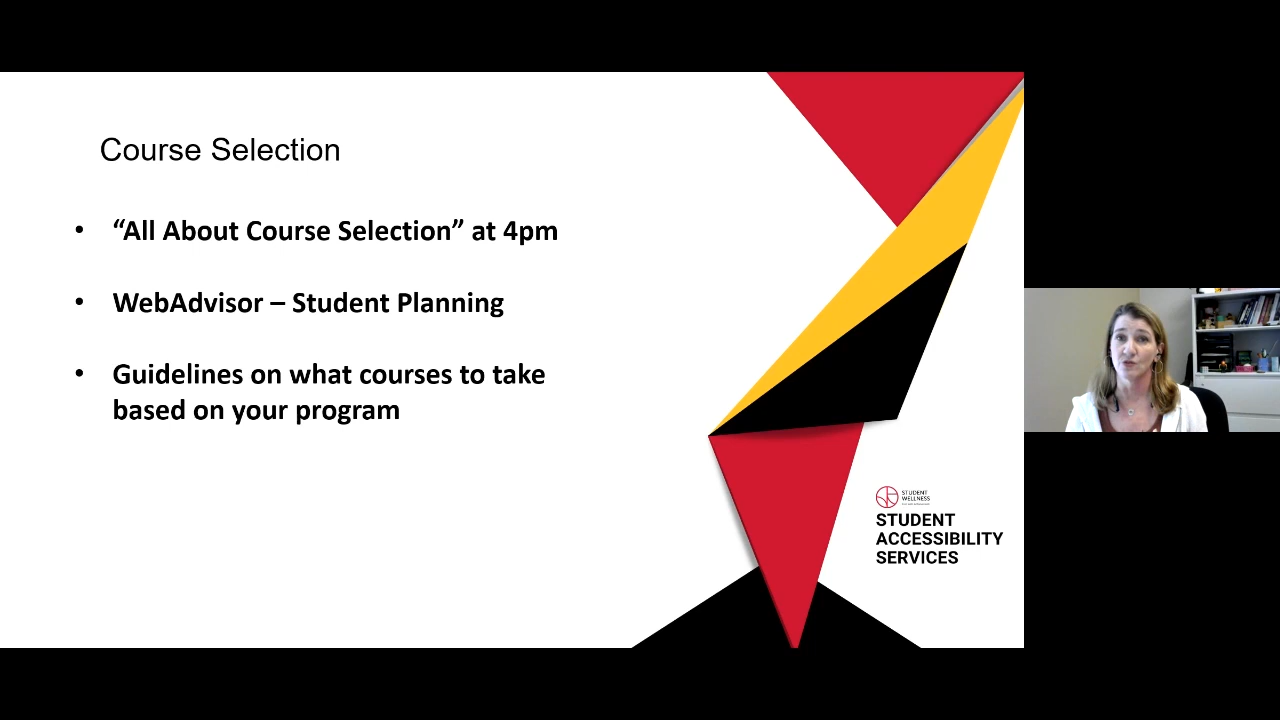 Course Selection
• “All About Course Selection” at 4pm
• WebAdvisor – Student Planning
• Guidelines on what courses to take
based on your program
STUDENT
WELLNESS
STUDENT
ACCESSIBILITY
SERVICES